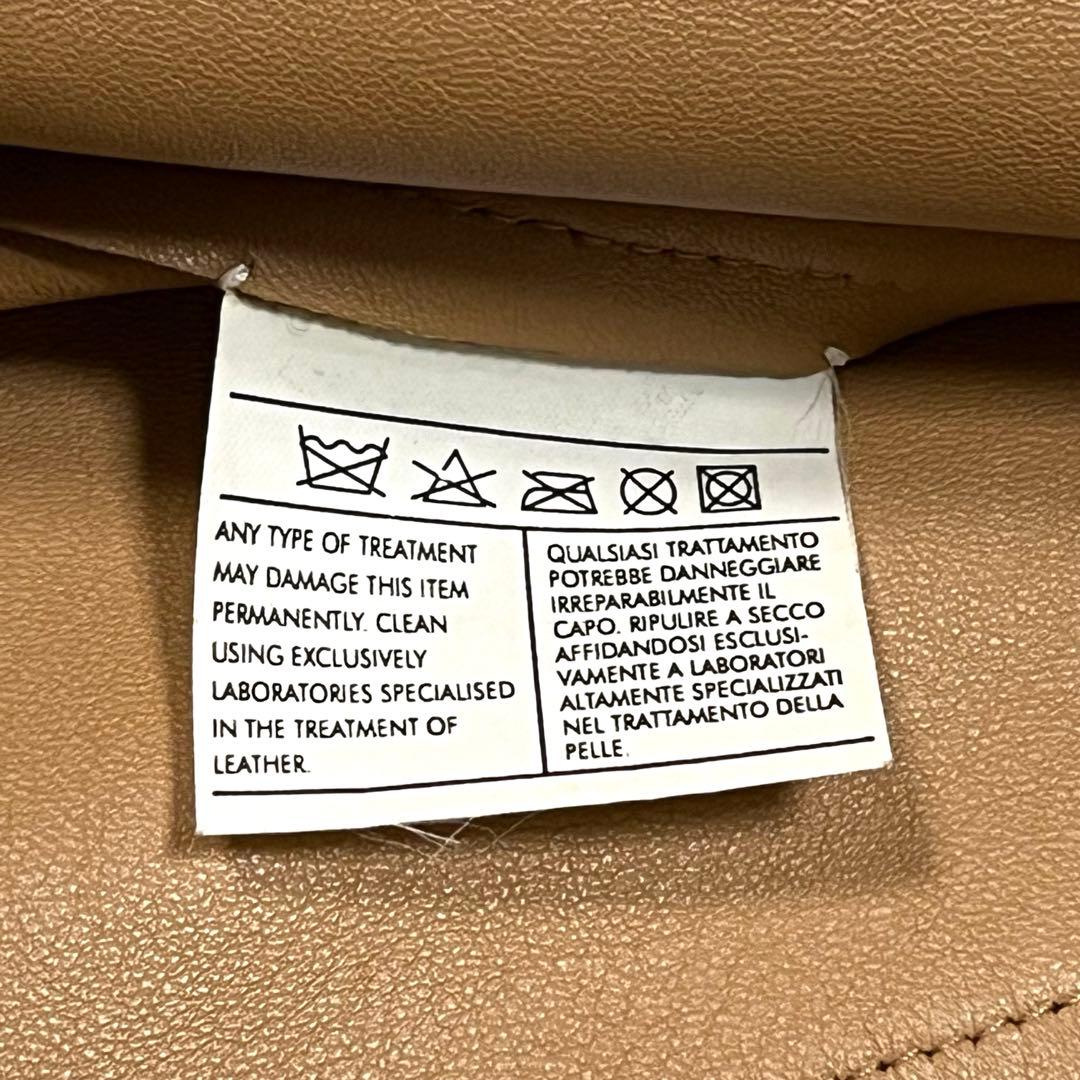 ANY TYPE OF TREATMENT
MAY DAMAGE THIS ITEM
PERMANENTLY. CLEAN
USING EXCLUSIVELY
LABORATORIES SPECIALISED
IN THE TREATMENT OF
LEATHER.
QUALSIASI TRATTAMENTO
POTREBBE DANNEGGIARE
IRREPARABILMENTE IL
CAPO. RIPULIRE A SECCO
AFFIDANDOSI ESCLUSI-
VAMENTE A LABORATORI
ALTAMENTE SPECIALIZZATI
NEL TRATTAMENTO DELLA
PELLE.